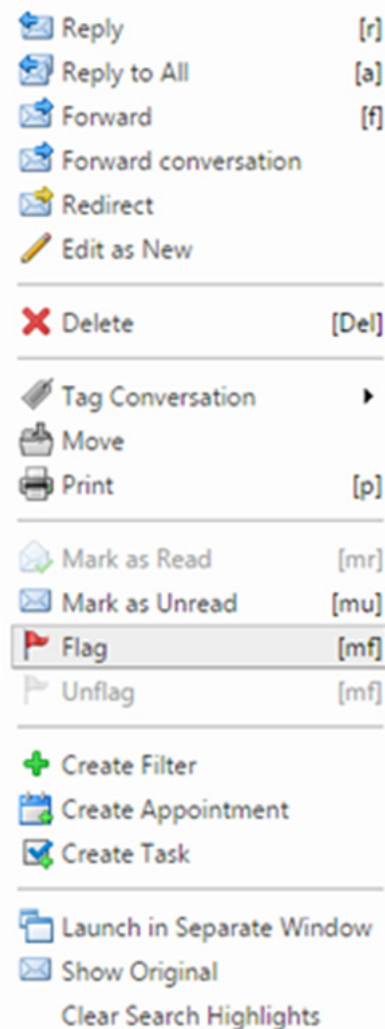 Reply [r]
Reply to All [a]
Forward [f]
Forward conversation
Redirect
Edit as New
Delete [Del]
Tag Conversation
Move
Print [p]
Mark as Read [mr]
Mark as Unread [mu]
Flag [mf]
Unflag [mf]
Create Filter
Create Appointment
Create Task
Launch in Separate Window
Show Original
Clear Search Highlights